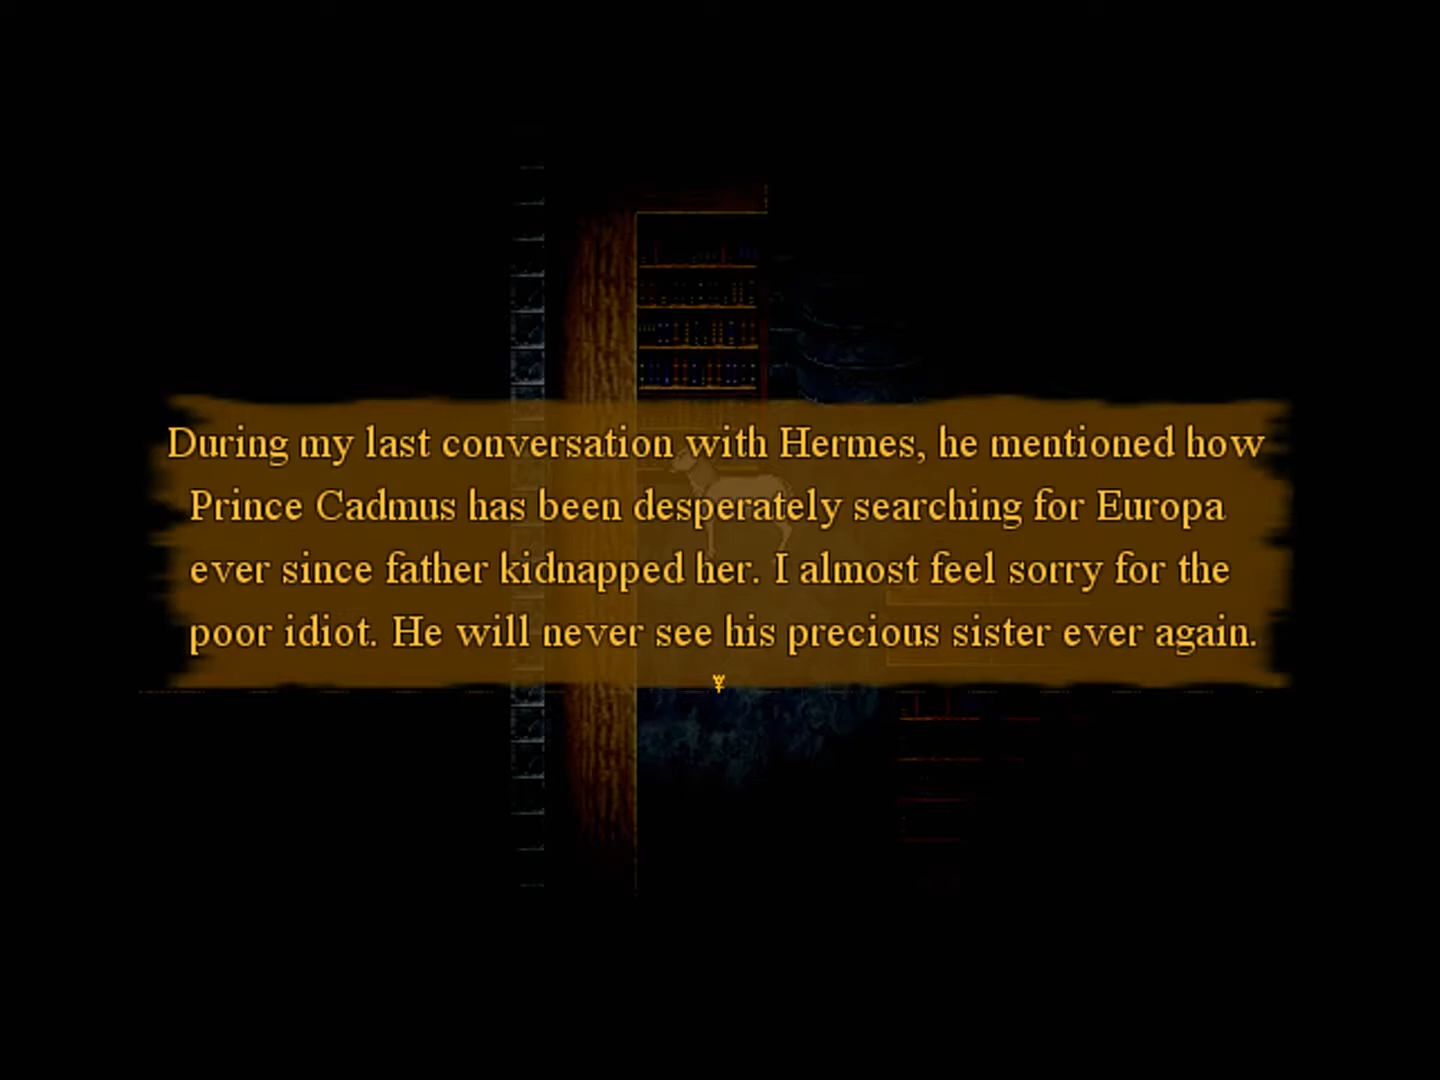 During my last conversation with Hermes, he mentioned how
Prince Cadmus has been desperately searching for Europa
ever since father kidnapped her. I almost feel sorry for the
poor idiot. He will never see his precious sister ever again.